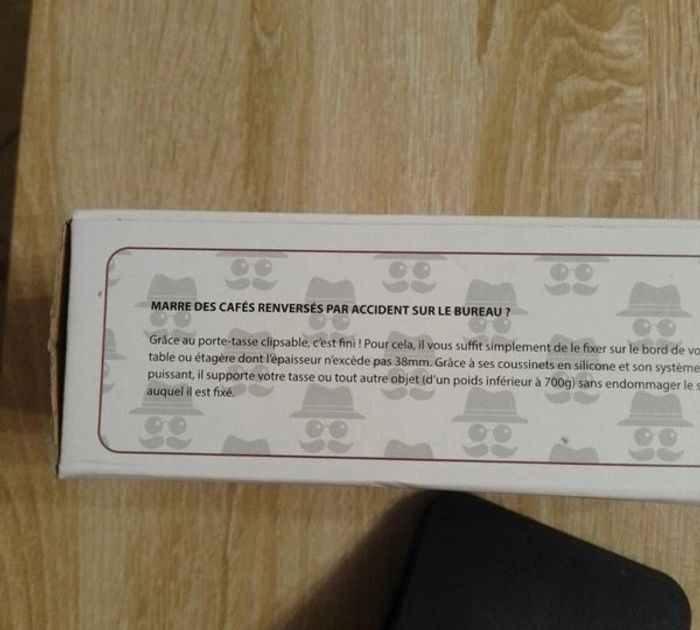 MARRE DES CAFÉS RENVERSÉS PAR ACCIDENT SUR LE BUREAU ?
Grâce au porte-tasse clipsable, c'est fini ! Pour cela, il vous suffit simplement de le fixer sur le bord de
table ou étagère dont l'épaisseur n'excède pas 38mm. Grâce à ses coussinets en silicone et son système
puissant, il supporte votre tasse ou tout autre objet (d'un poids inférieur à 700g) sans endommager le
auquel il est fixé.